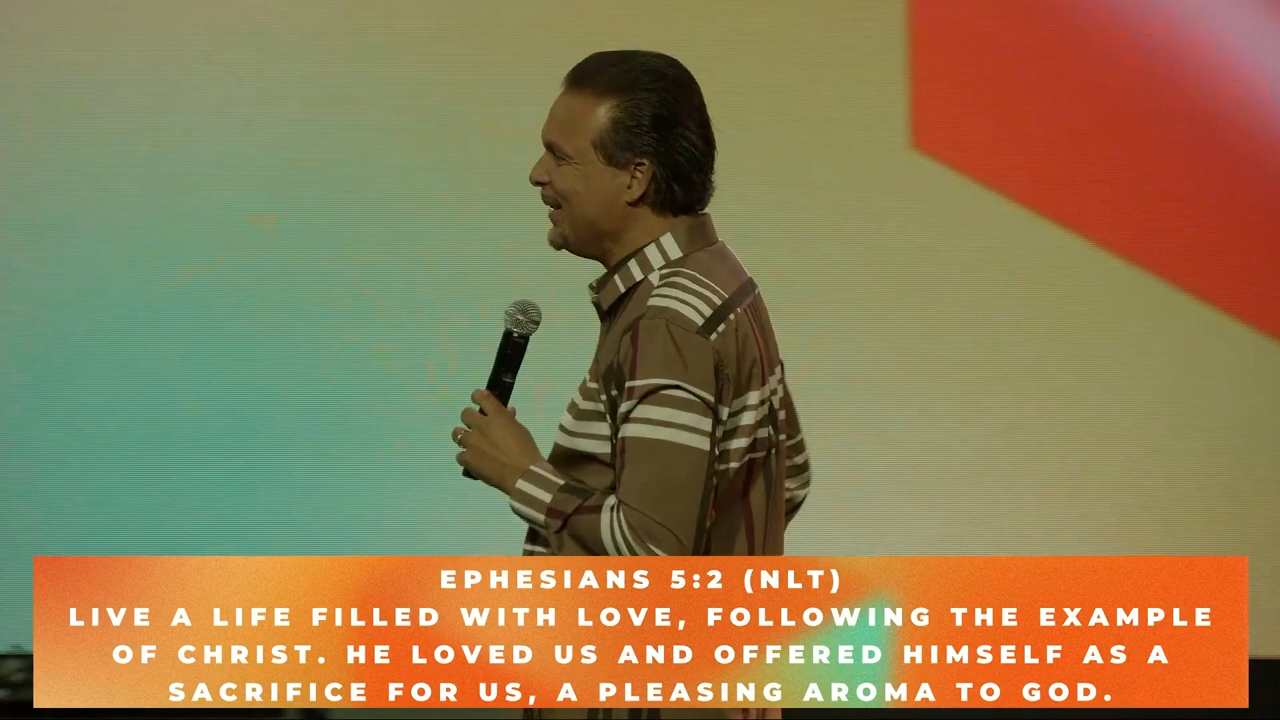 EPHESIANS 5:2 (NLT)
LIVE A LIFE FILLED WITH LOVE, FOLLOWING THE EXAMPLE
OF CHRIST. HE LOVED US AND OFFERED HIMSELF AS A
SACRIFICE FOR US, A PLEASING AROMA TO GOD.